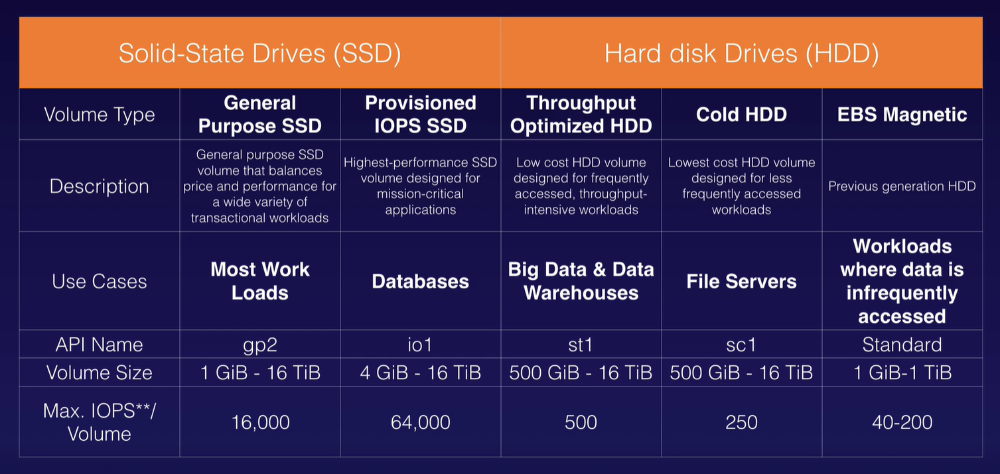 Solid-State Drives (SSD)
Hard disk Drives (HDD)
Volume Type
General
Purpose SSD
Provisioned
IOPS SSD
Throughput
Optimized HDD
Cold HDD
EBS Magnetic
Description
General purpose SSD
volume that balances
price and performance for
a wide variety of
transactional workloads
Highest-performance SSD
volume designed for
mission-critical
applications
Low cost HDD volume
designed for frequently
accessed, throughput-
intensive workloads
Lowest cost HDD volume
designed for less
frequently accessed
workloads
Previous generation HDD
Use Cases
Most Work
Loads
Databases
Big Data & Data
Warehouses
File Servers
Workloads
where data is
infrequently
accessed
API Name
gp2
io1
st1
sc1
Standard
Volume Size
1 GiB - 16 TiB
4 GiB - 16 TiB
500 GiB - 16 TiB
500 GiB - 16 TiB
1 GiB-1 TiB
Max. IOPS**/
Volume
16,000
64,000
500
250
40-200